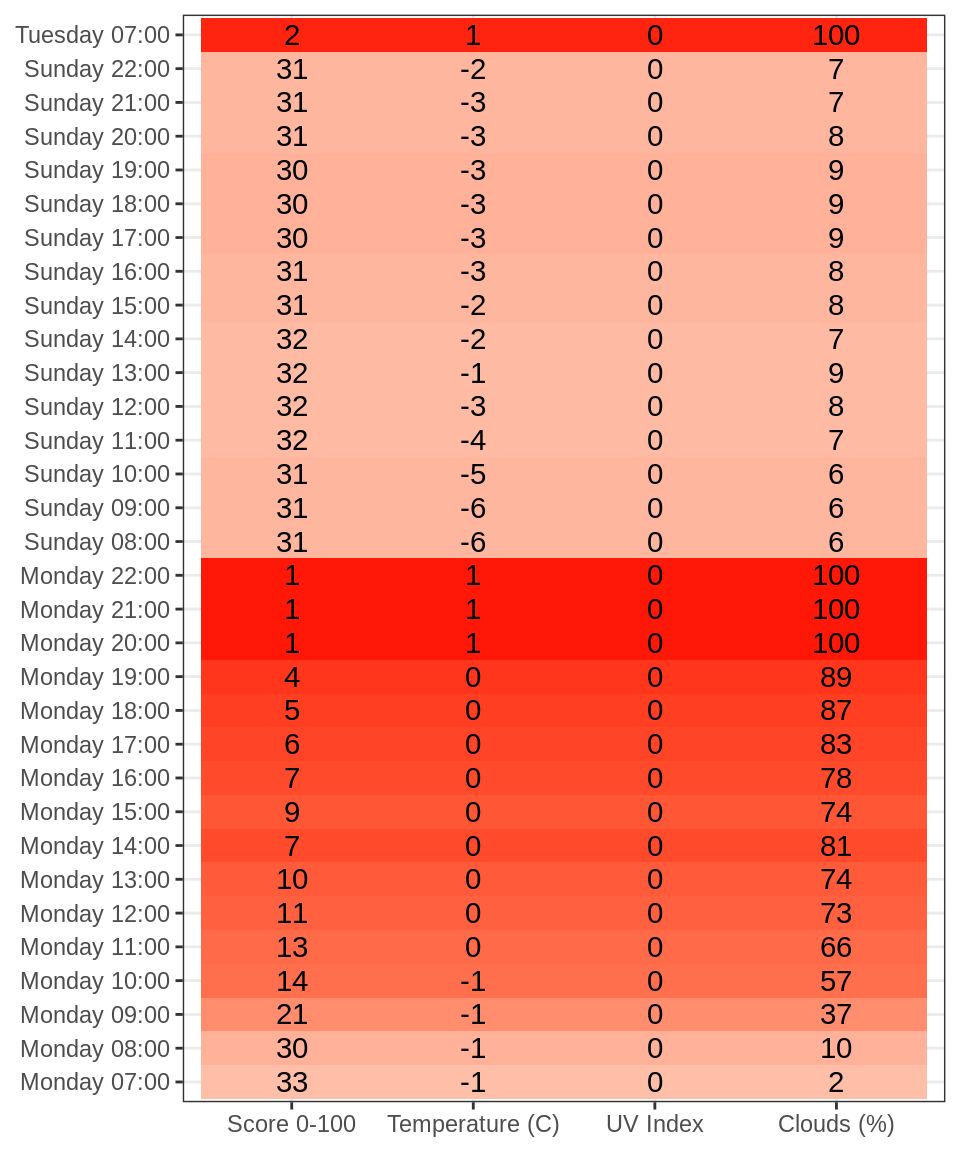 Tuesday 07:00 2 1 0 100
Sunday 22:00 31 -2 0 7
Sunday 21:00 31 -3 0 7
Sunday 20:00 31 -3 0 8
Sunday 19:00 30 -3 0 9
Sunday 18:00 30 -3 0 9
Sunday 17:00 30 -3 0 9
Sunday 16:00 31 -3 0 8
Sunday 15:00 31 -2 0 8
Sunday 14:00 32 -2 0 7
Sunday 13:00 32 -1 0 9
Sunday 12:00 32 -3 0 8
Sunday 11:00 32 -4 0 7
Sunday 10:00 31 -5 0 6
Sunday 09:00 31 -6 0 6
Sunday 08:00 31 -6 0 6
Monday 22:00 1 1 0 100
Monday 21:00 1 1 0 100
Monday 20:00 1 1 0 100
Monday 19:00 4 0 0 89
Monday 18:00 5 0 0 87
Monday 17:00 6 0 0 83
Monday 16:00 7 0 0 78
Monday 15:00 9 0 0 74
Monday 14:00 7 0 0 81
Monday 13:00 10 0 0 74
Monday 12:00 11 0 0 73
Monday 11:00 13 0 0 66
Monday 10:00 14 -1 0 57
Monday 09:00 21 -1 0 37
Monday 08:00 30 -1 0 10
Monday 07:00 33 -1 0 2
Score 0-100 Temperature (C) UV Index Clouds (%)